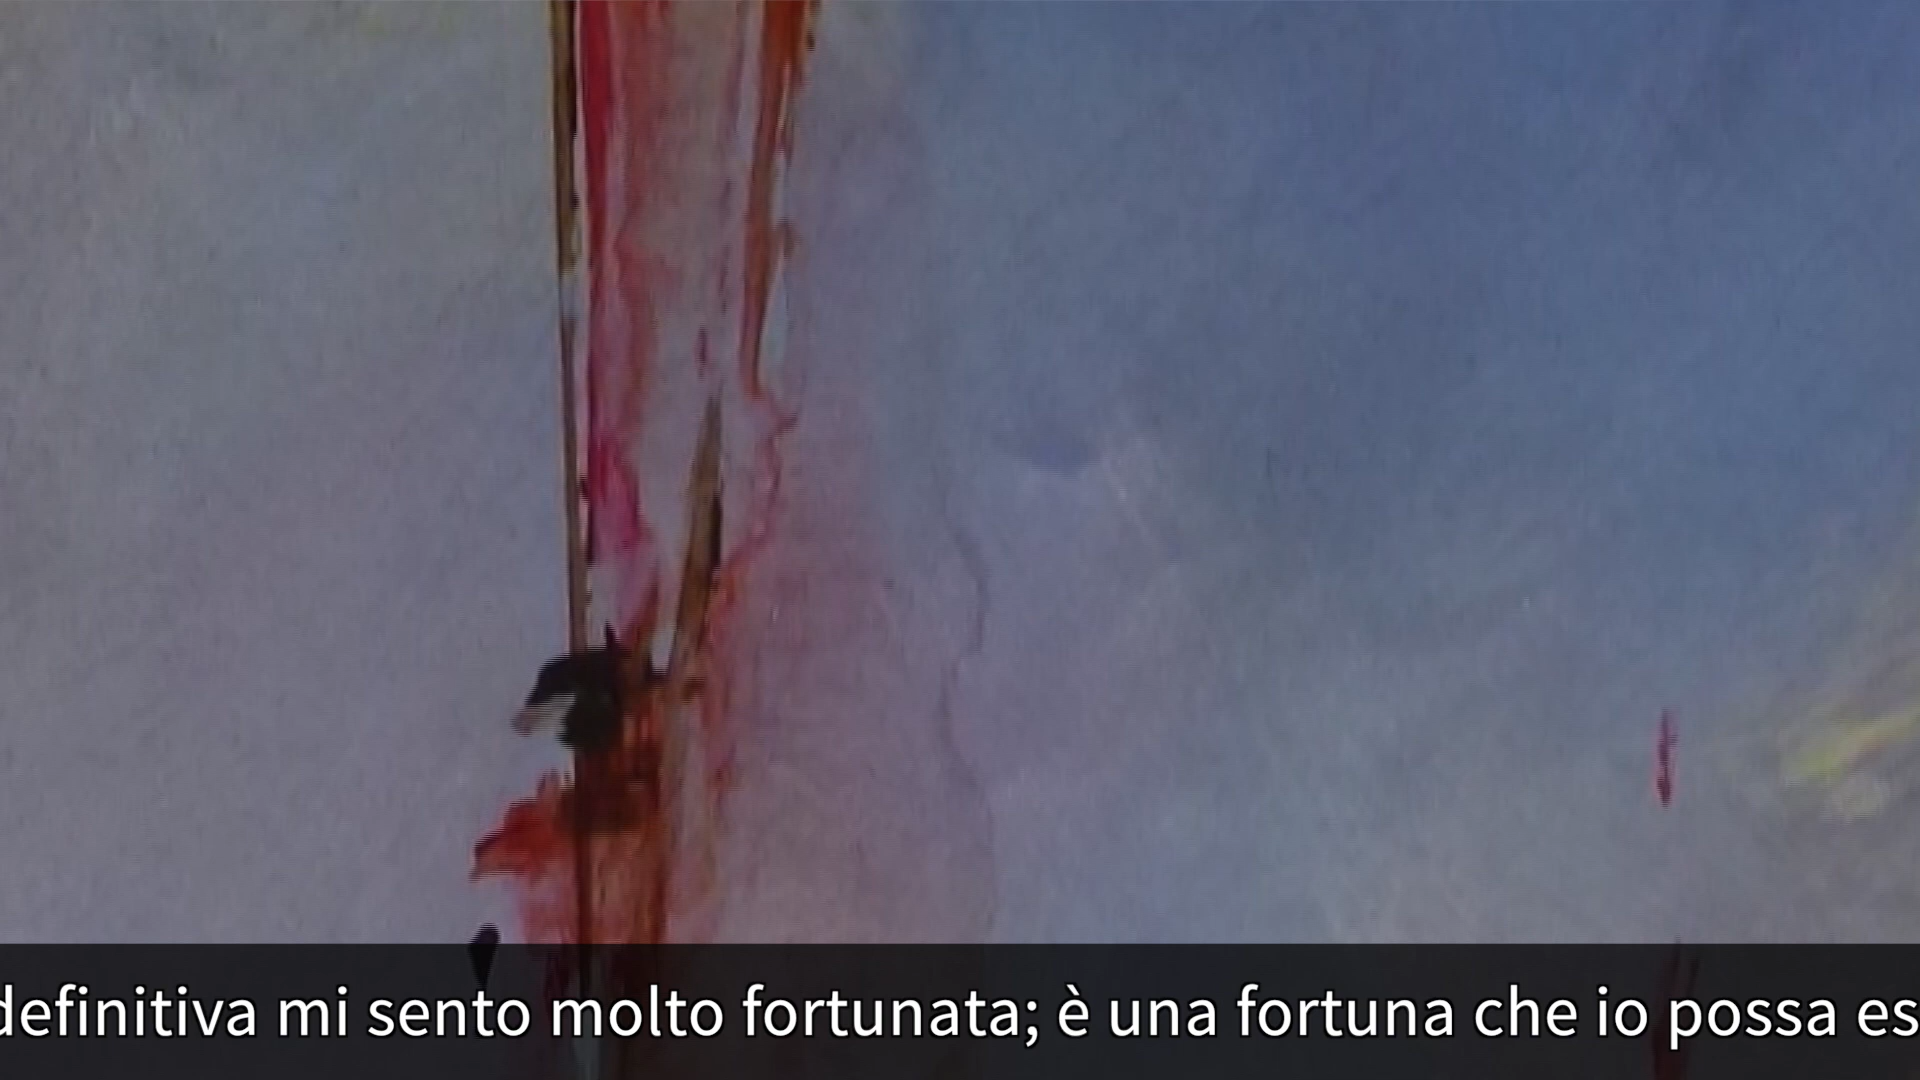 definitiva mi sento molto fortunata; è una fortuna che io possa es